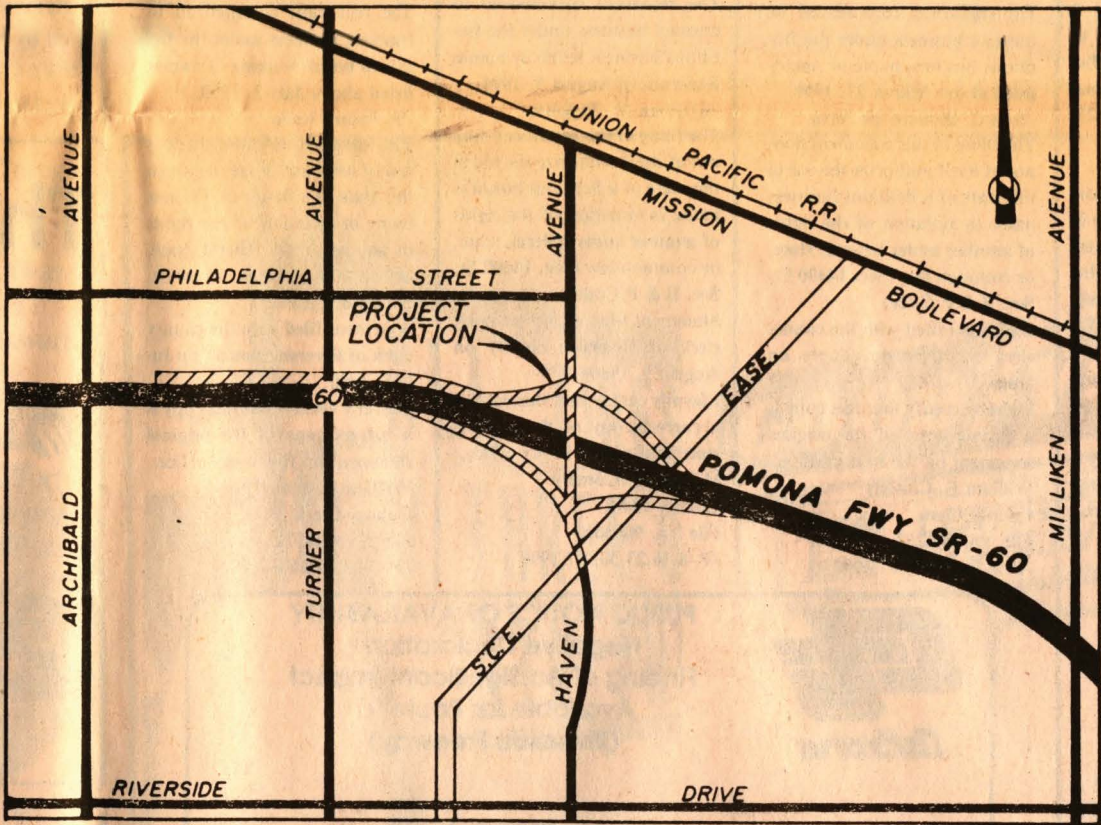 UNION PACIFIC R.R.
MISSION BOULEVARD
AVENUE
AVENUE
AVENUE
AVENUE
PHILADELPHIA STREET
PROJECT
LOCATION
60
EASE.
POMONA FWY SR-60
ARCHIBALD
TURNER
S.C.E.
HAVEN
MILLIKEN
RIVERSIDE DRIVE